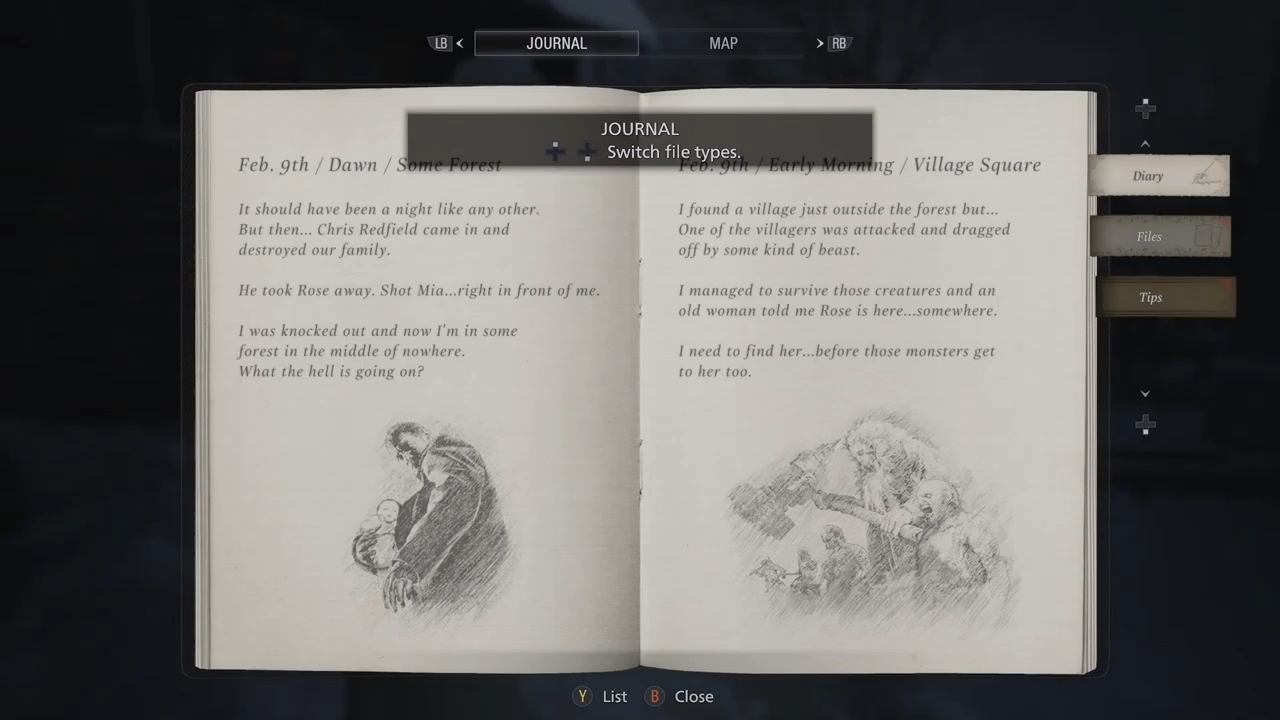 LB JOURNAL MAP RB
JOURNAL
Switch file types.
Feb. 9th / Dawn / Some Forest
It should have been a night like any other.
But then... Chris Redfield came in and
destroyed our family.
He took Rose away. Shot Mia...right in front of me.
I was knocked out and now I'm in some
forest in the middle of nowhere.
What the hell is going on?
Feb. 9th / Early Morning / Village Square
I found a village just outside the forest but...
One of the villagers was attacked and dragged
off by some kind of beast.
I managed to survive those creatures and an
old woman told me Rose is here...somewhere.
I need to find her...before those monsters get
to her too.
Diary
Files
Tips
Y List B Close